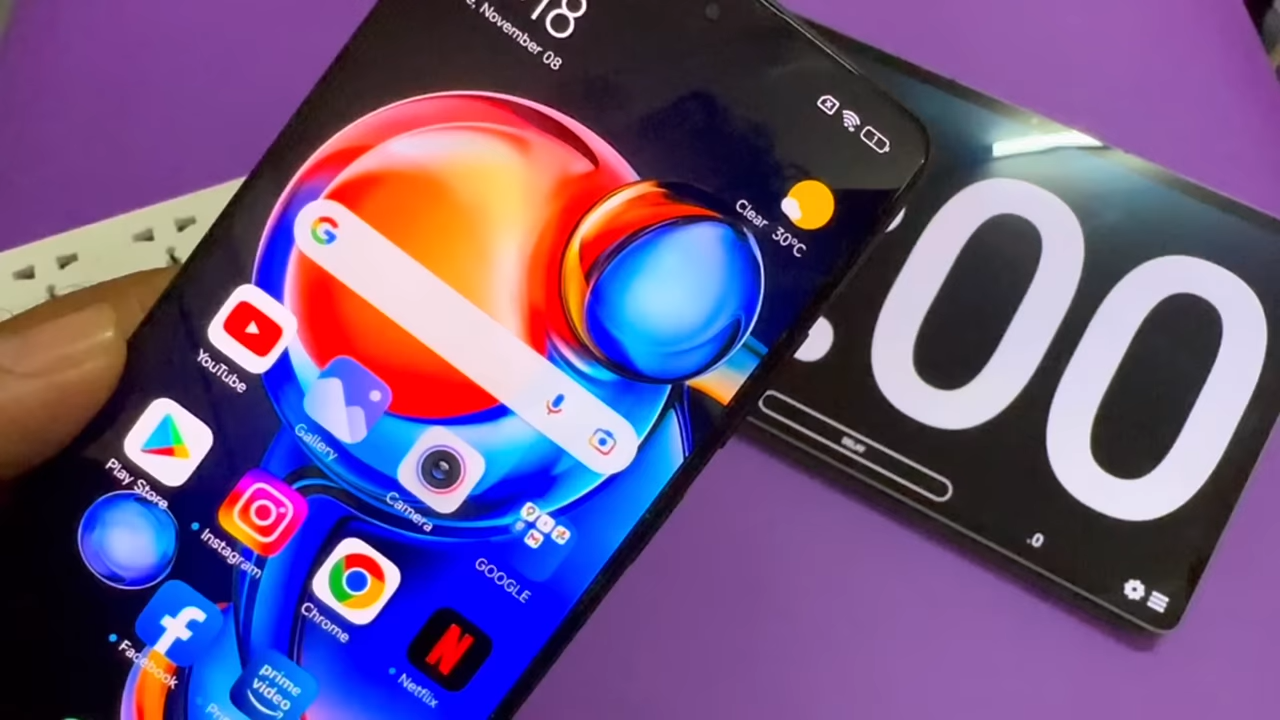 18
, November 08
1
Clear 30°C
YouTube
Gallery
Camera
GOOGLE
Play Store
Instagram
Chrome
Netflix
Facebook
prime
video
00
.0